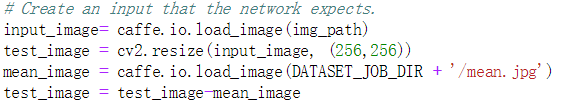 # Create an input that the network expects.
input_image= caffe.io.load_image(img_path)
test_image = cv2.resize(input_image, (256,256))
mean_image = caffe.io.load_image(DATASET_JOB_DIR + '/mean.jpg')
test_image = test_image-mean_image